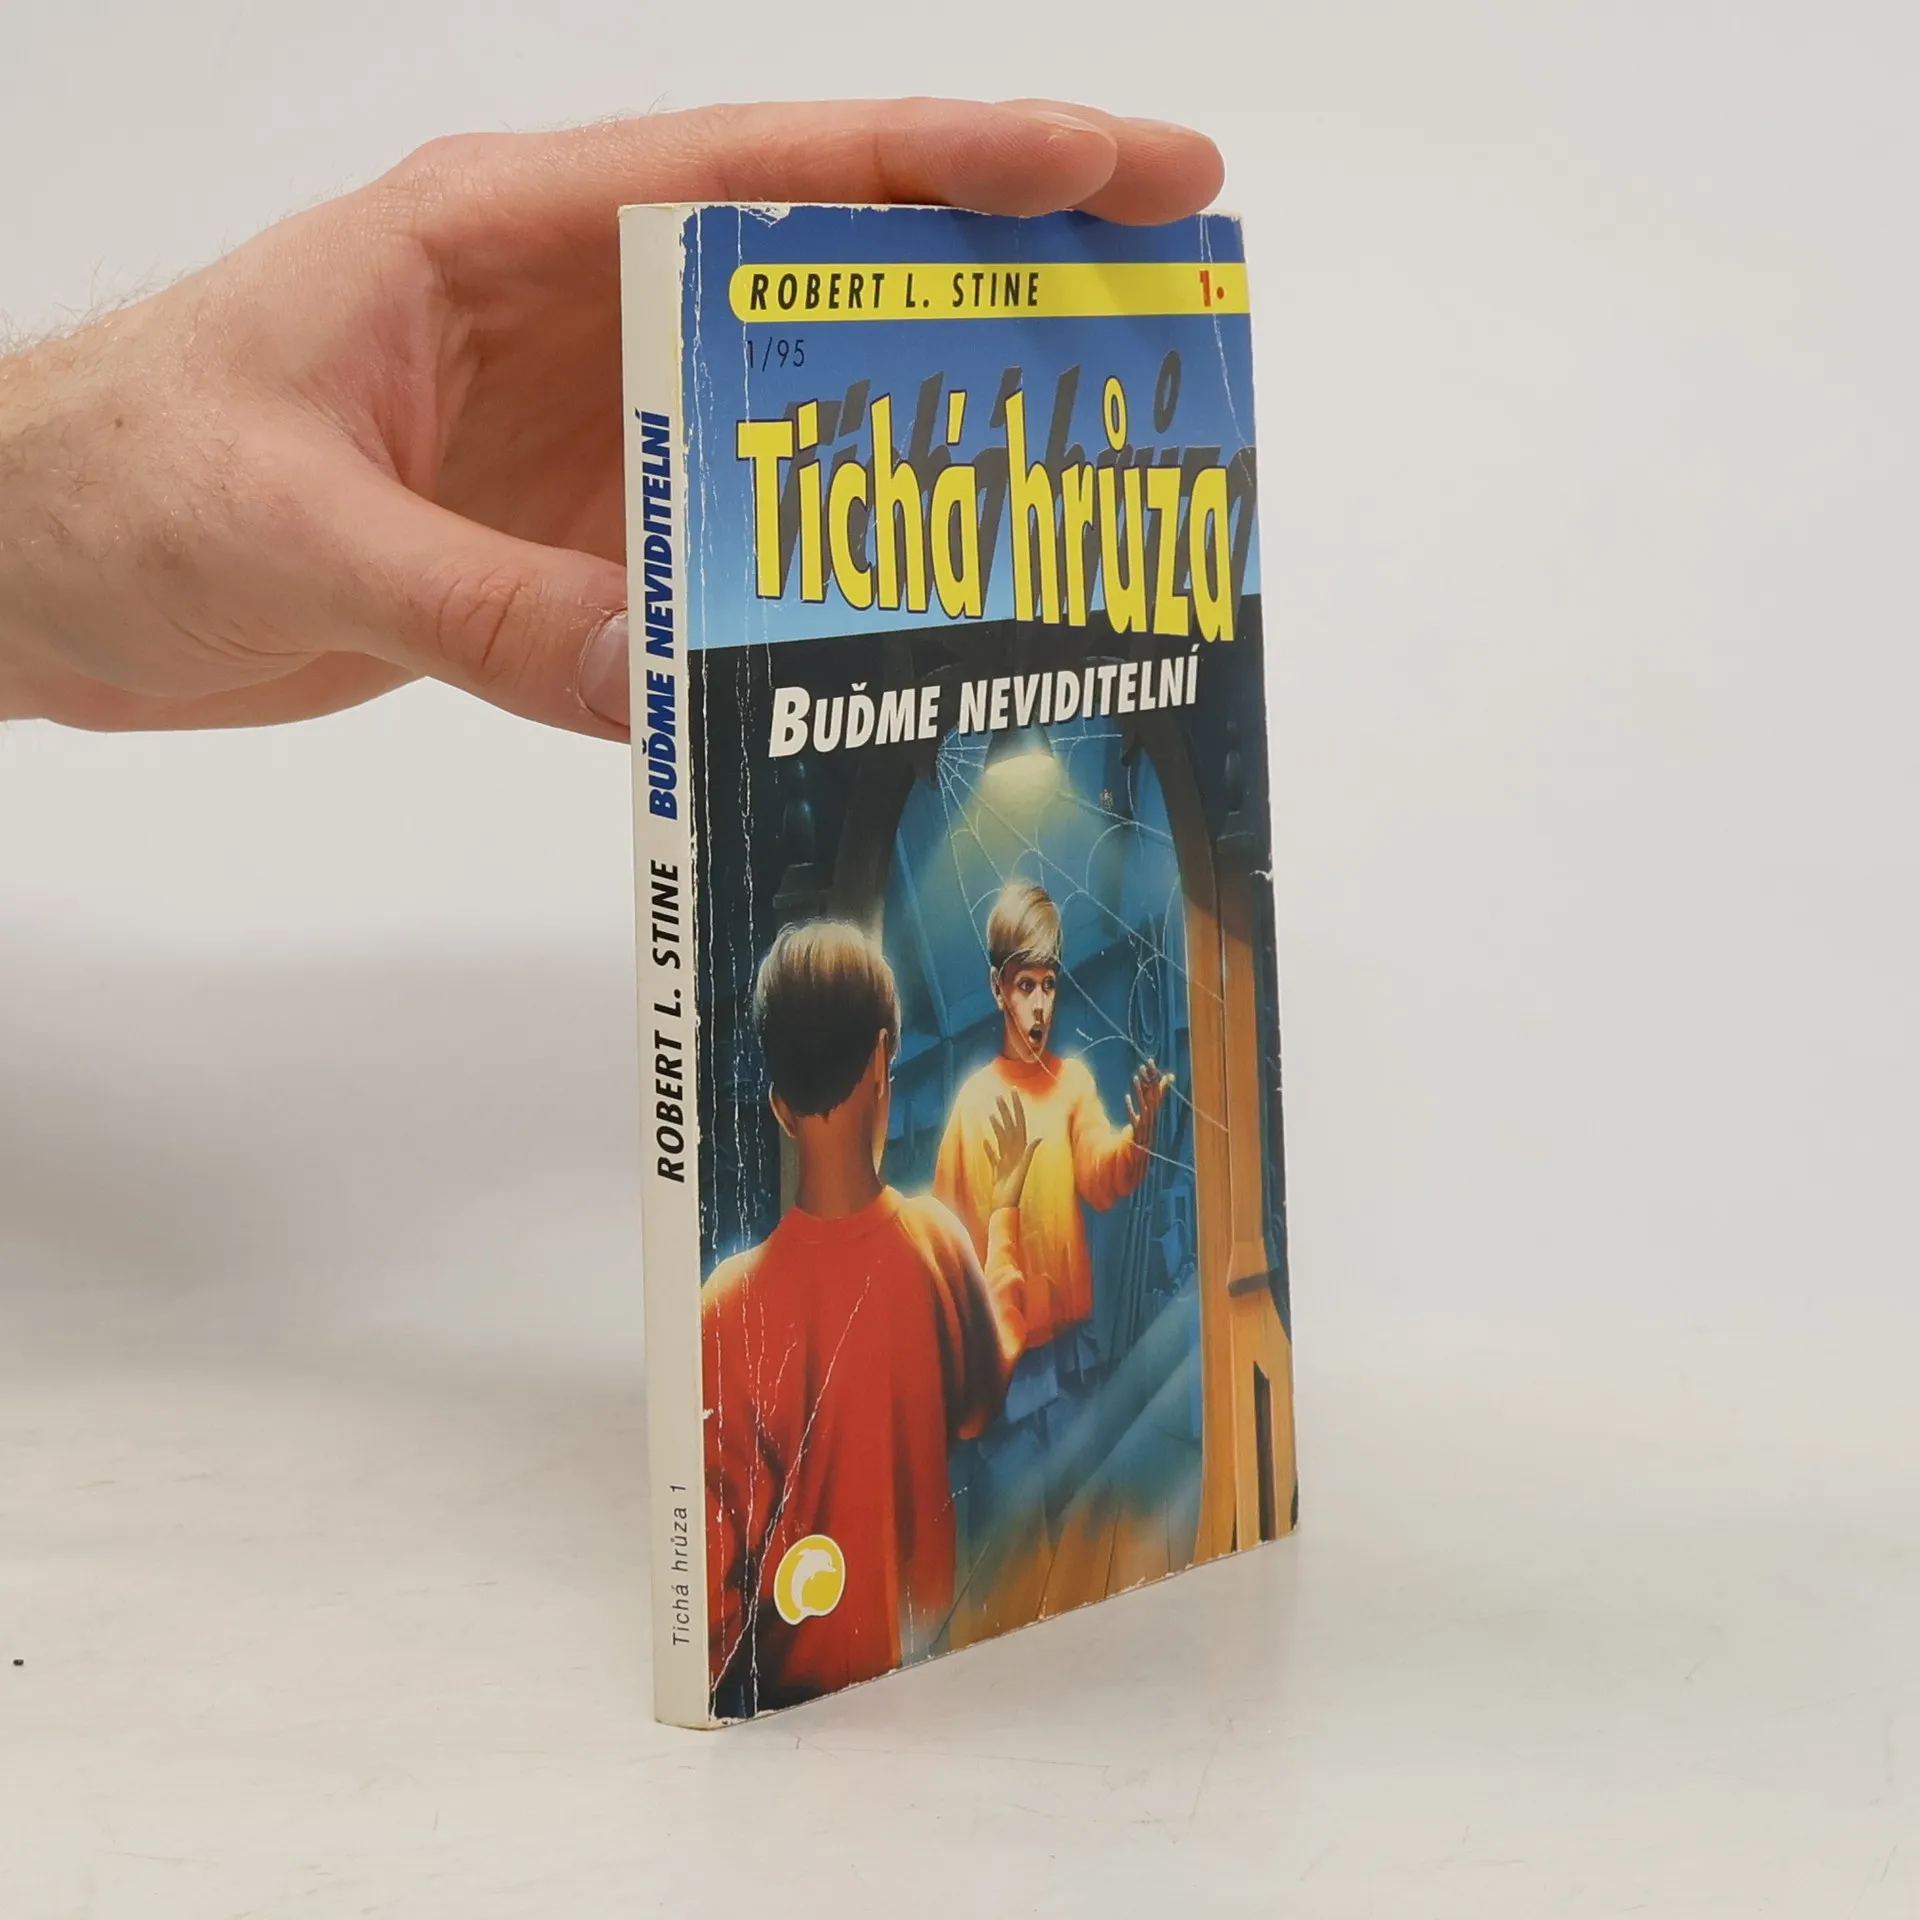 ROBERT L. STINE 1.
1/95
Tichá hrůza
BUĎME NEVIDITELNÍ
ROBERT L. STINE BUĎME NEVIDITELNÍ
Tichá hrůza 1